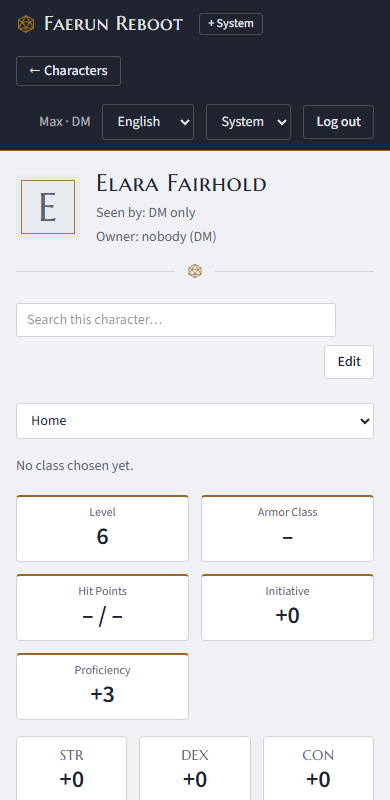 Faerun Reboot
+ System
← Characters
Max · DM
English
System
Log out
E
Elara Fairhold
Seen by: DM only
Owner: nobody (DM)
Search this character…
Edit
Home
No class chosen yet.
Level
6
Armor Class
–
Hit Points
– / –
Initiative
+0
Proficiency
+3
STR
+0
DEX
+0
CON
+0